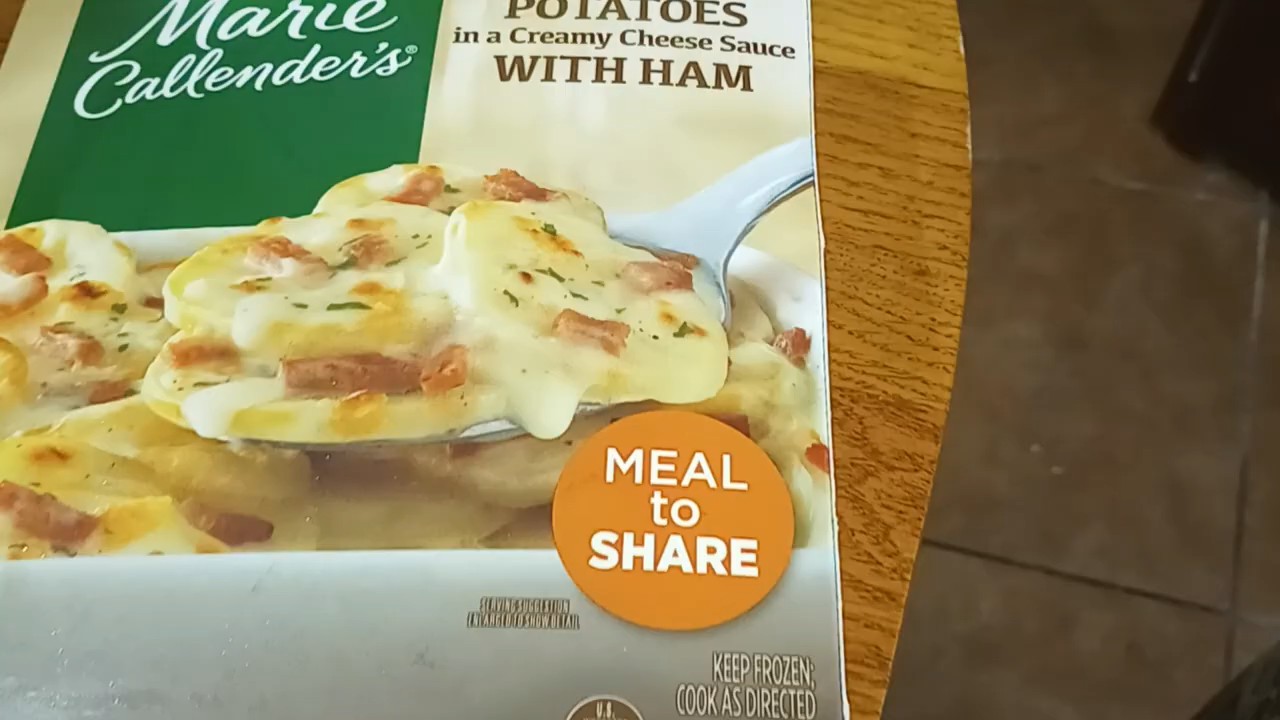 Marie
Callender's®
POTATOES
in a Creamy Cheese Sauce
WITH HAM
MEAL
to
SHARE
SERVING SUGGESTION
ENLARGED TO SHOW DETAIL
KEEP FROZEN;
COOK AS DIRECTED
U.S.